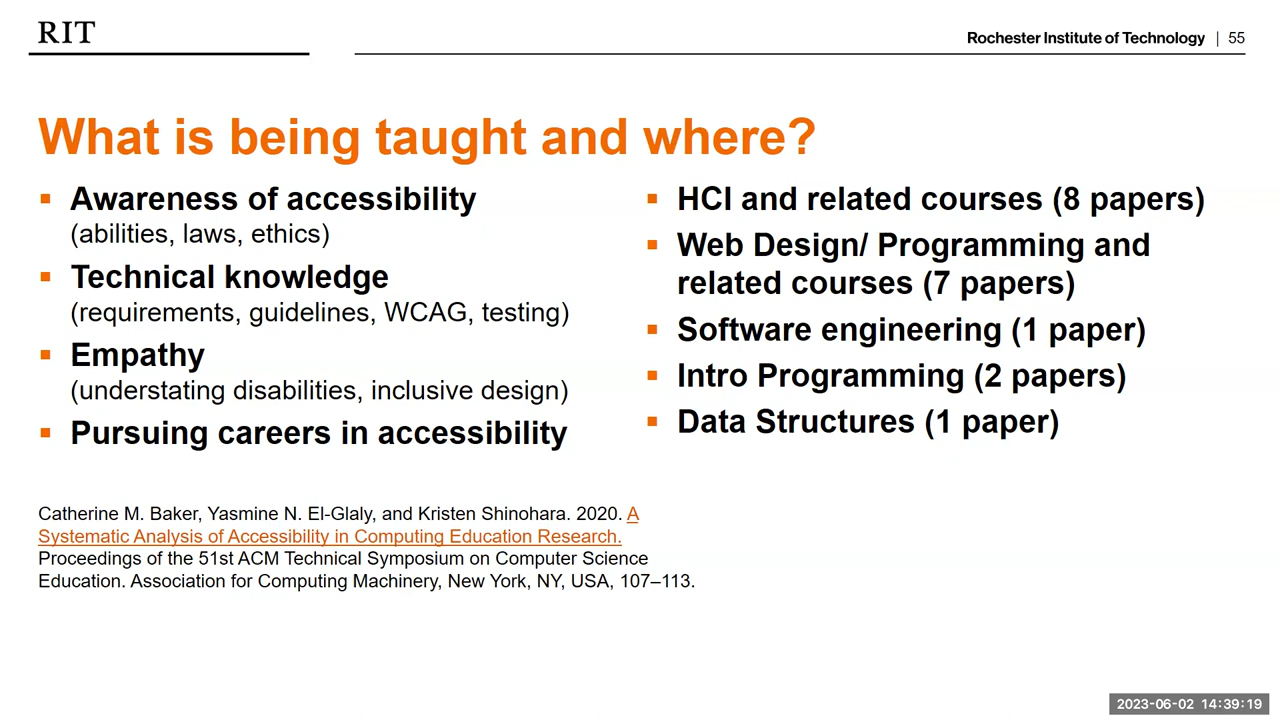 RIT
Rochester Institute of Technology | 55
What is being taught and where?
▪ Awareness of accessibility
(abilities, laws, ethics)
▪ Technical knowledge
(requirements, guidelines, WCAG, testing)
▪ Empathy
(understating disabilities, inclusive design)
▪ Pursuing careers in accessibility
▪ HCI and related courses (8 papers)
▪ Web Design/ Programming and
related courses (7 papers)
▪ Software engineering (1 paper)
▪ Intro Programming (2 papers)
▪ Data Structures (1 paper)
Catherine M. Baker, Yasmine N. El-Glaly, and Kristen Shinohara. 2020. A
Systematic Analysis of Accessibility in Computing Education Research.
Proceedings of the 51st ACM Technical Symposium on Computer Science
Education. Association for Computing Machinery, New York, NY, USA, 107–113.
2023-06-02 14:39:19